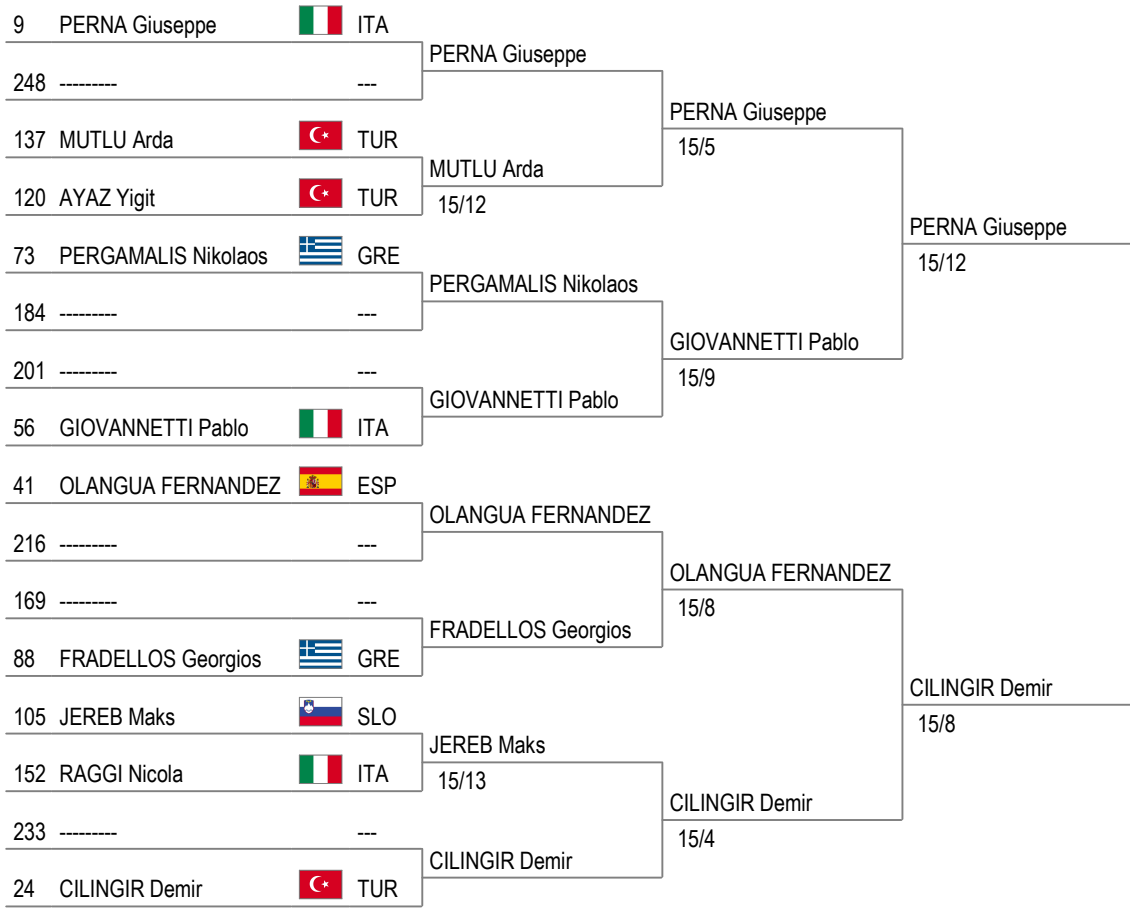 9 PERNA Giuseppe ITA
248 --------- ---
137 MUTLU Arda TUR
120 AYAZ Yigit TUR
73 PERGAMALIS Nikolaos GRE
184 --------- ---
201 --------- ---
56 GIOVANNETTI Pablo ITA
41 OLANGUA FERNANDEZ ESP
216 --------- ---
169 --------- ---
88 FRADELLOS Georgios GRE
105 JEREB Maks SLO
152 RAGGI Nicola ITA
233 --------- ---
24 CILINGIR Demir TUR
PERNA Giuseppe
MUTLU Arda
15/12
PERGAMALIS Nikolaos
GIOVANNETTI Pablo
OLANGUA FERNANDEZ
FRADELLOS Georgios
JEREB Maks
15/13
CILINGIR Demir
PERNA Giuseppe
15/5
GIOVANNETTI Pablo
15/9
OLANGUA FERNANDEZ
15/8
CILINGIR Demir
15/4
PERNA Giuseppe
15/12
CILINGIR Demir
15/8